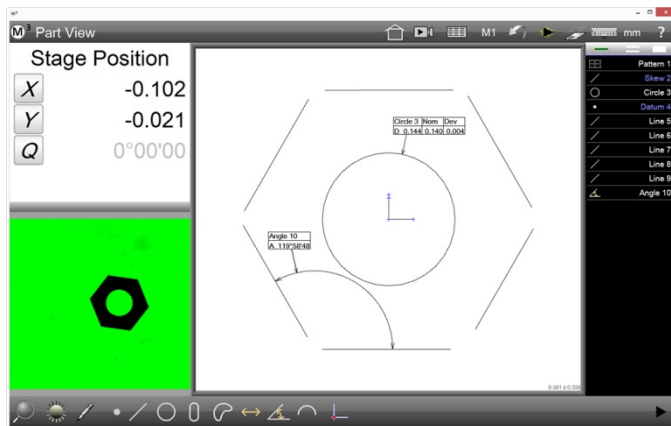 M³
M³ Part View
M1
mm
?
Stage Position
X -0.102
Y -0.021
Q 0°00'00
Circle 3 Nom Dev
D 0.144 0.140 0.004
Angle 10
A 119°58'48
Pattern 1
Skew 2
Circle 3
Datum 4
Line 5
Line 6
Line 7
Line 8
Line 9
Angle 10